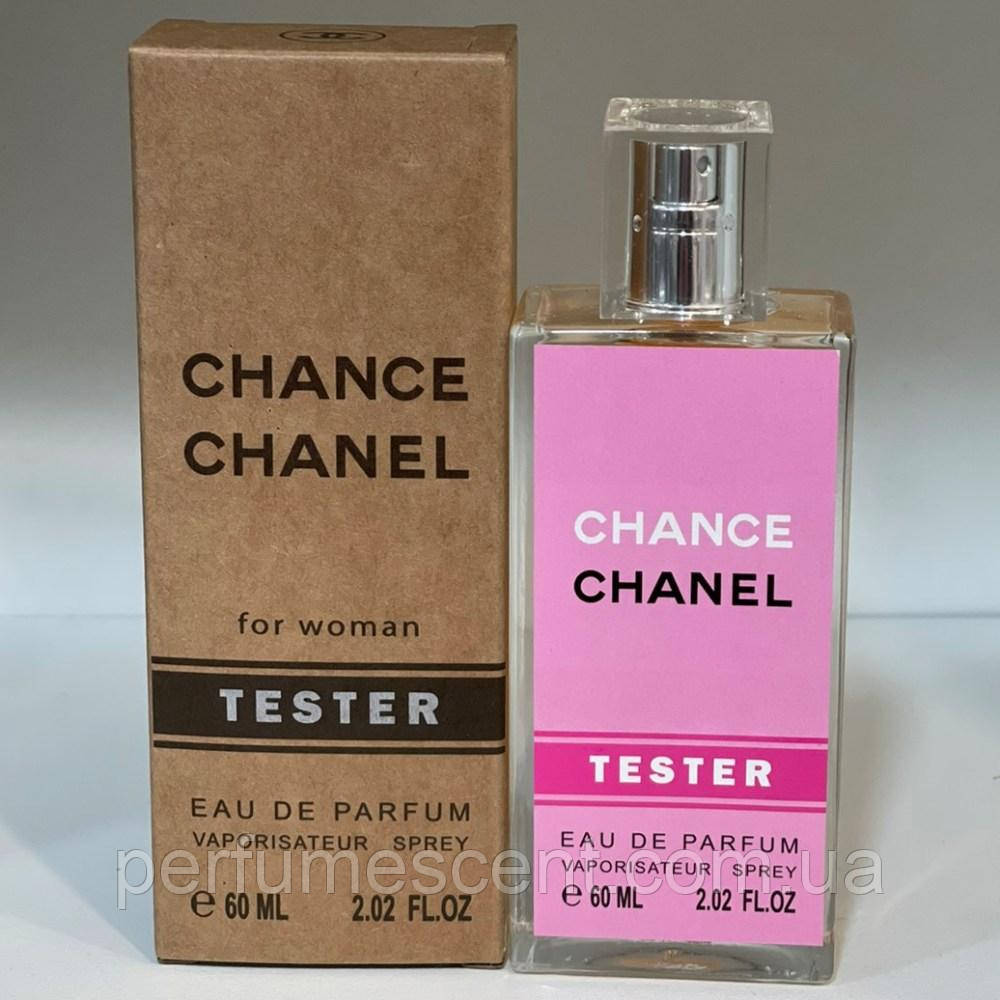 CHANCE
CHANEL
for woman
TESTER
EAU DE PARFUM
VAPORISATEUR SPREY
e 60 ML 2.02 FL.OZ
CHANCE
CHANEL
TESTER
EAU DE PARFUM
VAPORISATEUR SPREY
e 60 ML 2.02 FL.OZ
perfumescent.com.ua